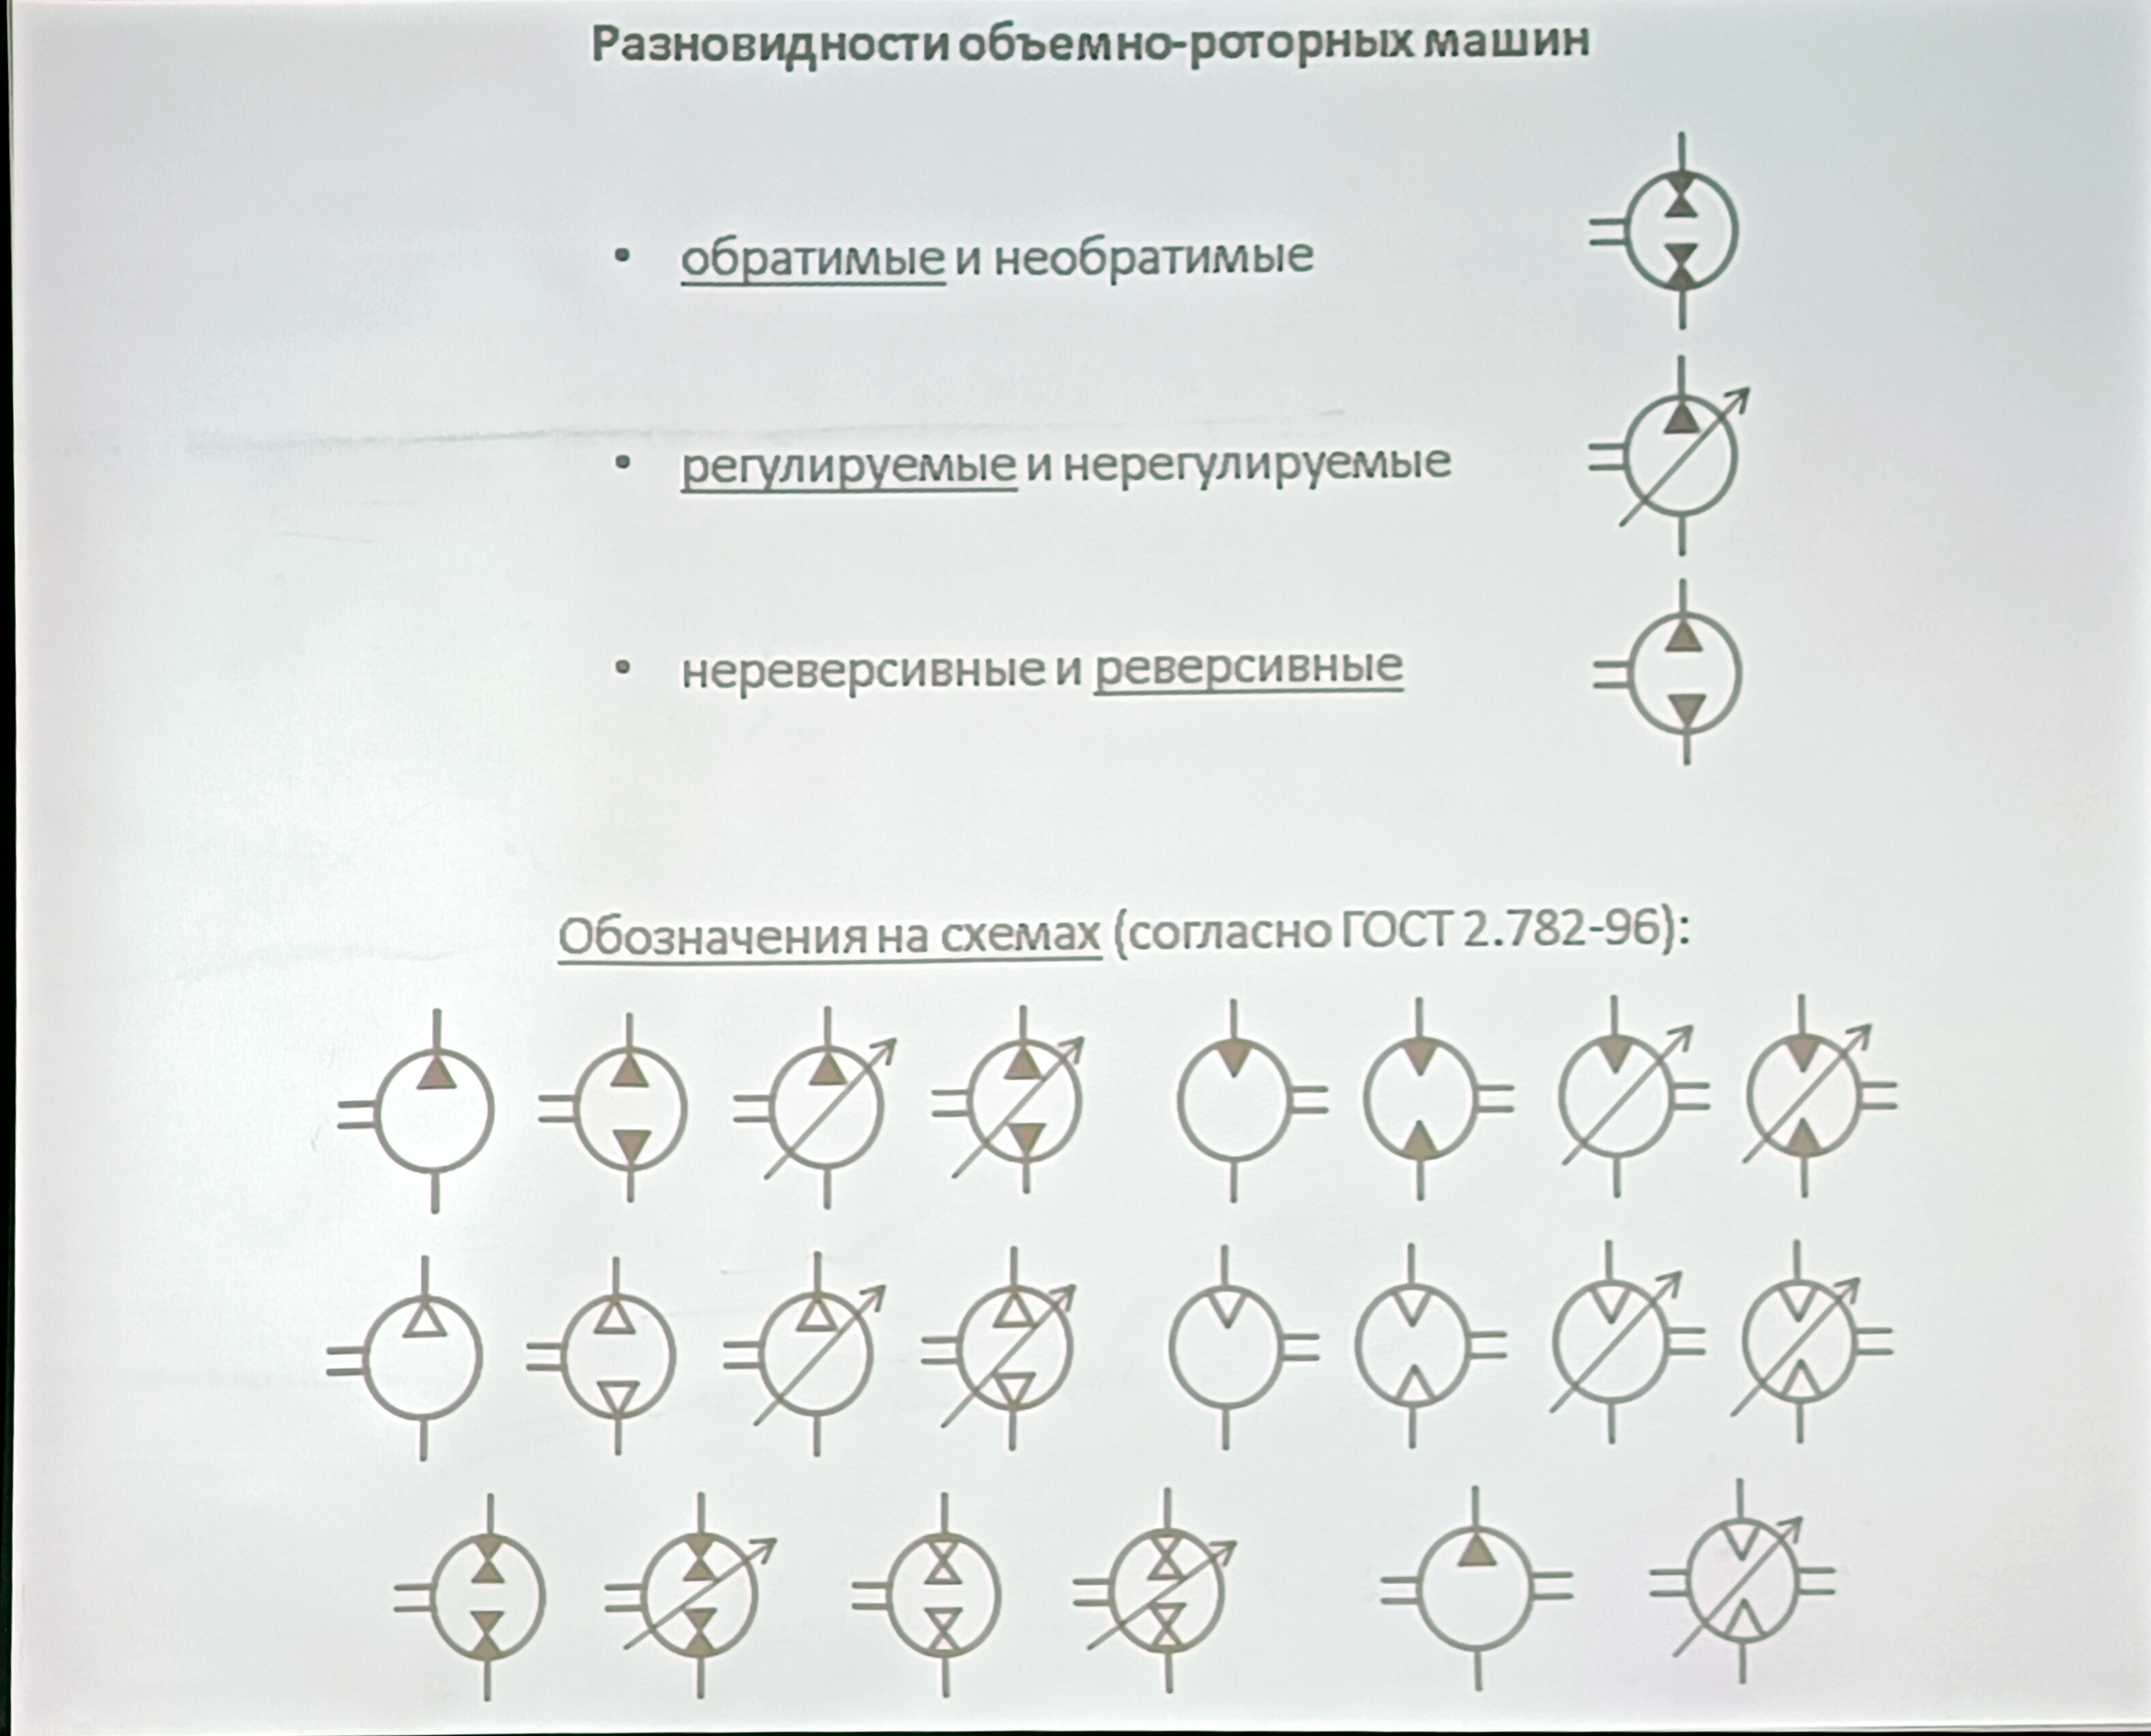 Разновидности объемно-роторных машин
• обратимые и необратимые
• регулируемые и нерегулируемые
• нереверсивные и реверсивные
Обозначения на схемах (согласно ГОСТ 2.782-96):